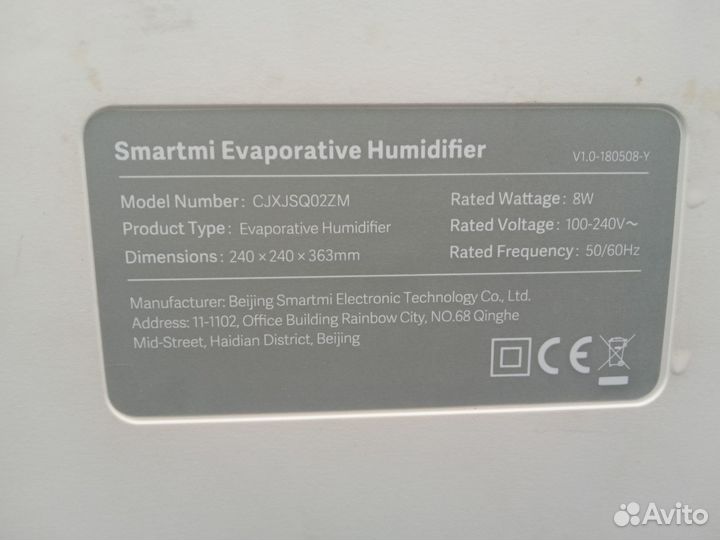 Smartmi Evaporative Humidifier
V1.0-180508-Y
Model Number: CJXJSQ02ZM
Rated Wattage: 8W
Product Type: Evaporative Humidifier
Rated Voltage: 100-240V~
Dimensions: 240 × 240 × 363mm
Rated Frequency: 50/60Hz
Manufacturer: Beijing Smartmi Electronic Technology Co., Ltd.
Address: 11-1102, Office Building Rainbow City, NO.68 Qinghe
Mid-Street, Haidian District, Beijing
CE
Avito